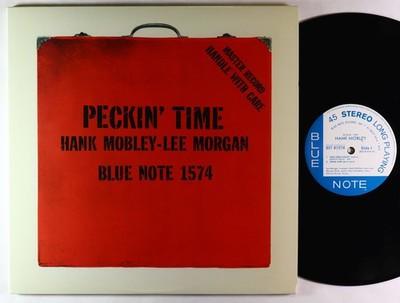 MASTER RECORD
HANDLE WITH CARE
PECKIN' TIME
HANK MOBLEY-LEE MORGAN
BLUE NOTE 1574
45 STEREO LONG PLAYING
HANK MOBLEY
BLUE NOTE